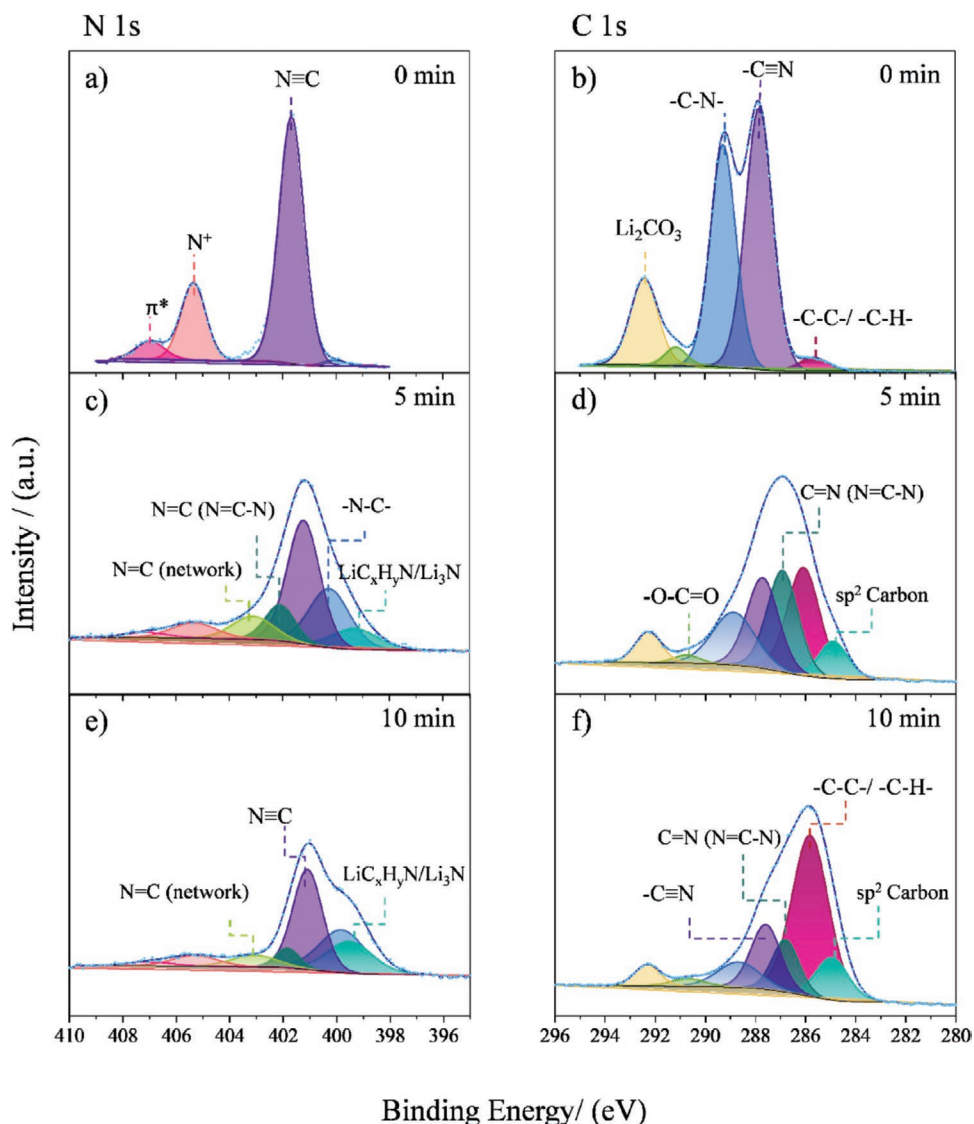 N 1s
C 1s
a)
0 min
N≡C
N⁺
π*
b)
0 min
-C≡N
-C-N-
Li₂CO₃
-C-C-/ -C-H-
c)
5 min
N=C (N=C-N)
-N-C-
N=C (network)
LiCₓHᵧN/Li₃N
d)
5 min
C=N (N=C-N)
-O-C=O
sp² Carbon
e)
10 min
N≡C
N=C (network)
LiCₓHᵧN/Li₃N
f)
10 min
-C-C-/ -C-H-
C=N (N=C-N)
-C≡N
sp² Carbon
Intensity / (a.u.)
410 408 406 404 402 400 398 396
296 294 292 290 288 286 284 282 280
Binding Energy/ (eV)